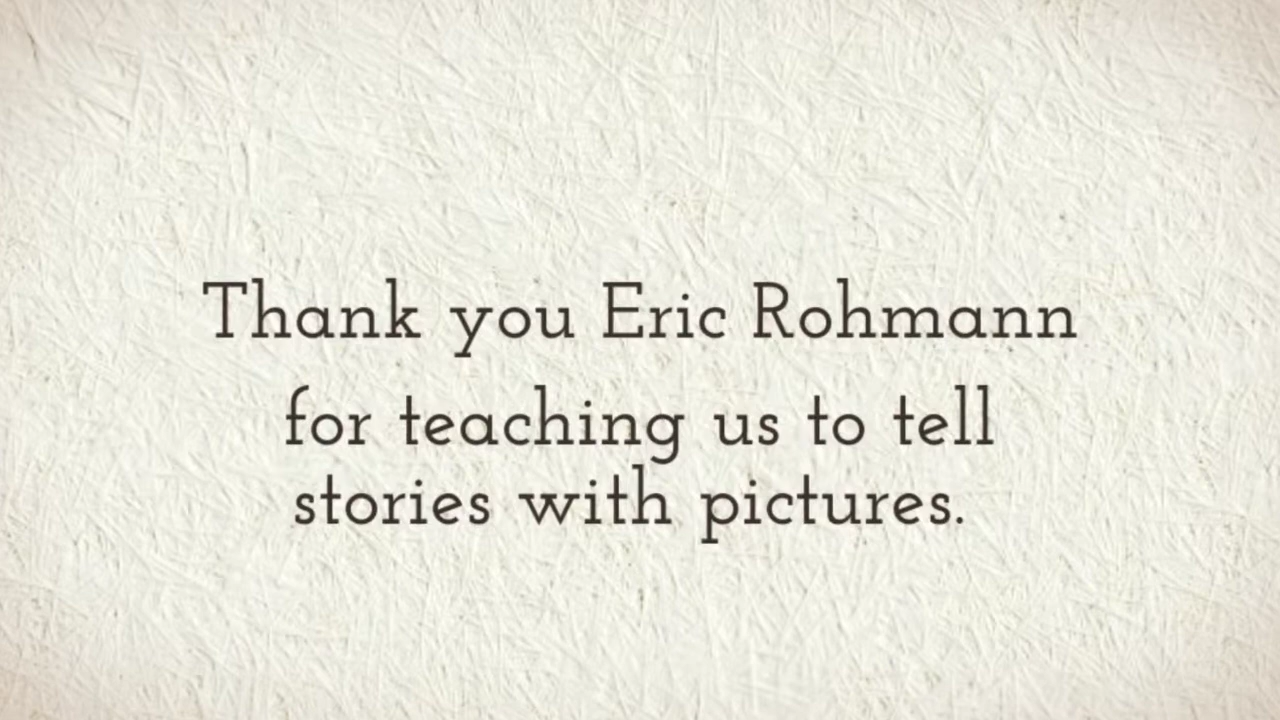 Thank you Eric Rohmann
for teaching us to tell
stories with pictures.